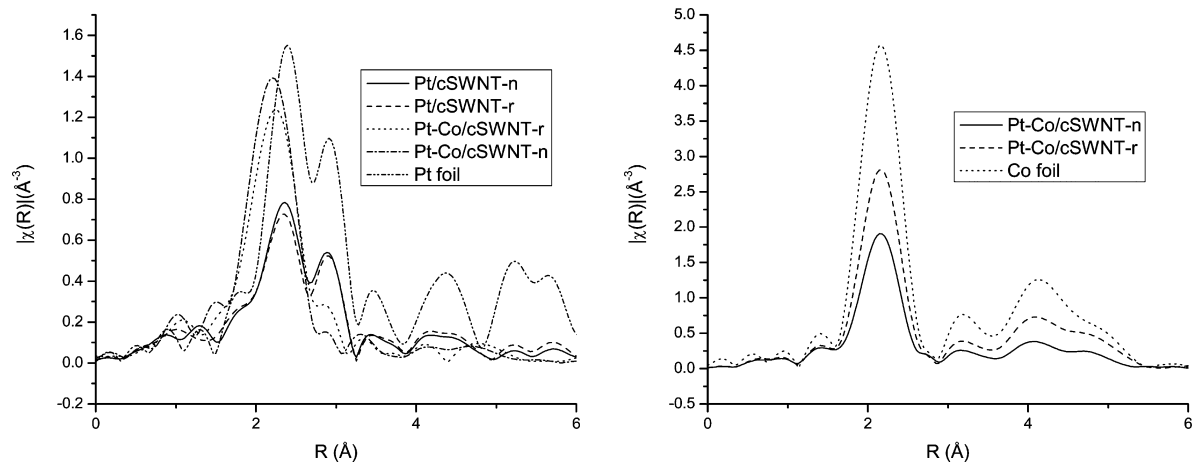 1.6
1.4
1.2
1.0
0.8
0.6
0.4
0.2
0.0
-0.2
|χ(R)|(Å⁻³)
Pt/cSWNT-n
Pt/cSWNT-r
Pt-Co/cSWNT-r
Pt-Co/cSWNT-n
Pt foil
0 2 4 6
R (Å)
5.0
4.5
4.0
3.5
3.0
2.5
2.0
1.5
1.0
0.5
0.0
-0.5
|χ(R)|(Å⁻³)
Pt-Co/cSWNT-n
Pt-Co/cSWNT-r
Co foil
0 2 4 6
R (Å)